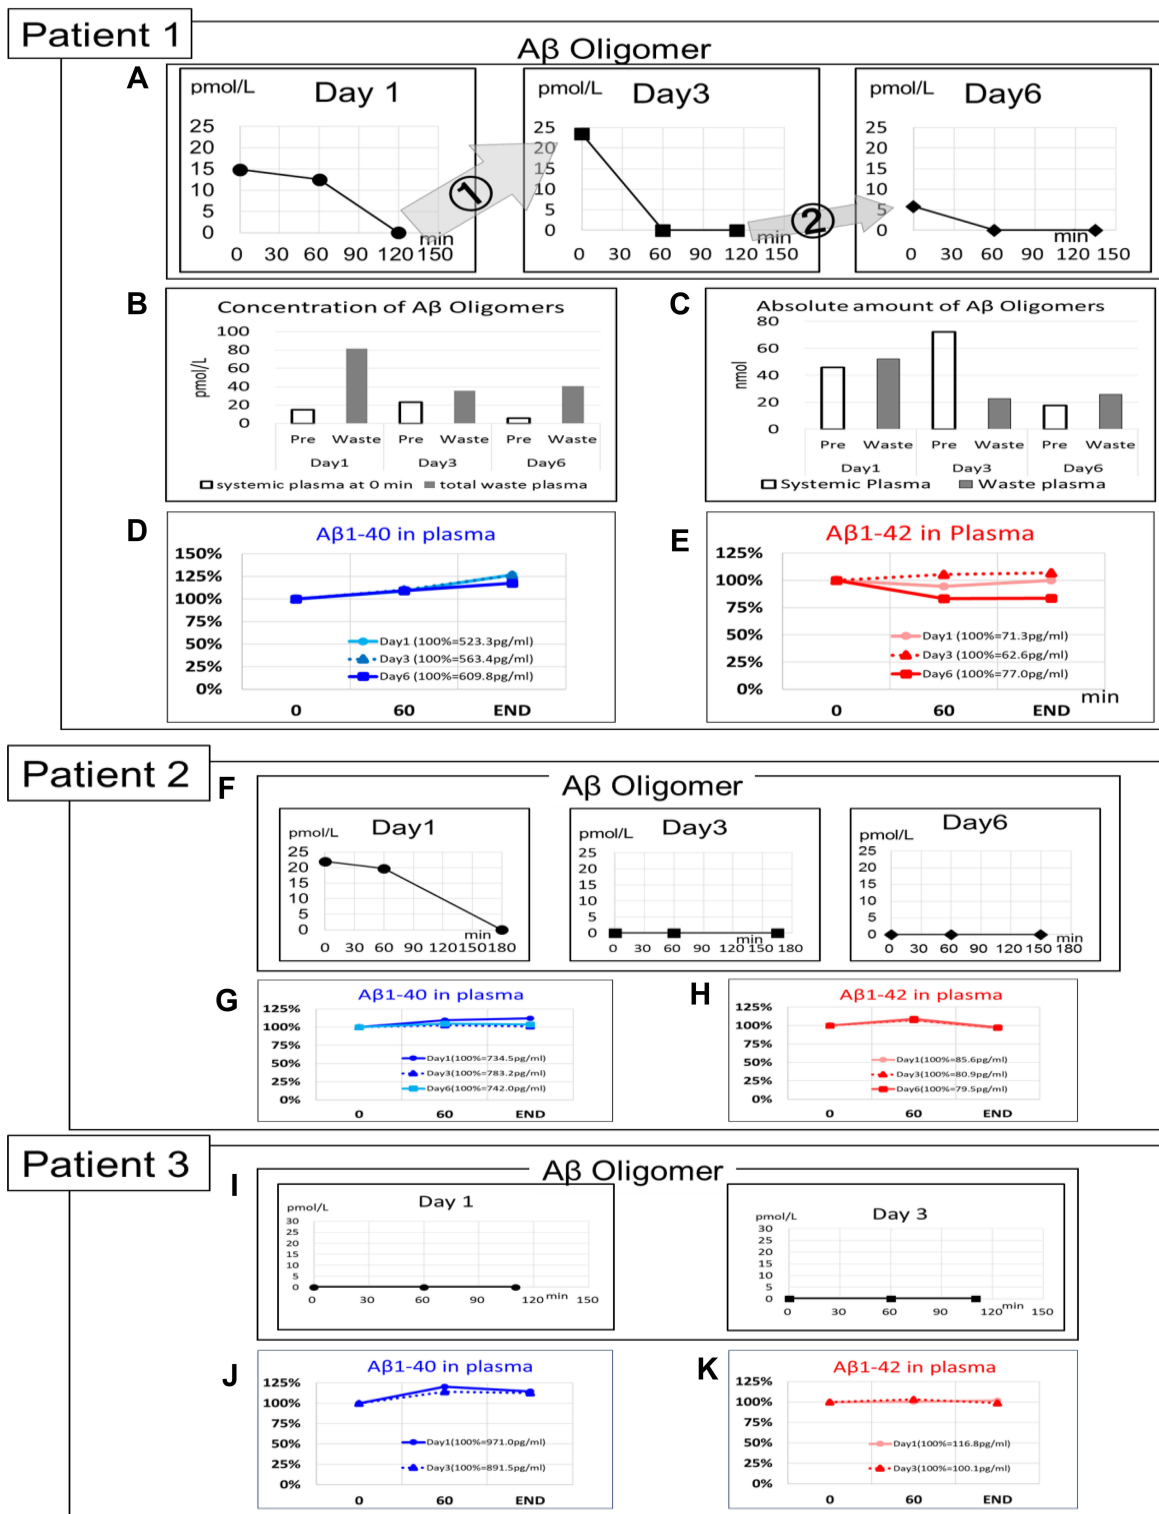 Patient 1
Aβ Oligomer
A
pmol/L
Day 1
25
20
15
10
5
0
0 30 60 90 120 150
min
①
pmol/L
Day3
25
20
15
10
5
0
0 30 60 90 120 150
min
②
pmol/L
Day6
25
20
15
10
5
0
0 30 60 90 120 150
min
B
Concentration of Aβ Oligomers
pmol/L
100
80
60
40
20
0
Pre Waste Pre Waste Pre Waste
Day1 Day3 Day6
systemic plasma at 0 min total waste plasma
C
Absolute amount of Aβ Oligomers
nmol
80
60
40
20
0
Pre Waste Pre Waste Pre Waste
Day1 Day3 Day6
Systemic Plasma Waste plasma
D
Aβ1-40 in plasma
150%
125%
100%
75%
50%
25%
0%
Day1 (100%=523.3pg/ml)
Day3 (100%=563.4pg/ml)
Day6 (100%=609.8pg/ml)
0 60 END
E
Aβ1-42 in Plasma
125%
100%
75%
50%
25%
0%
Day1 (100%=71.3pg/ml)
Day3 (100%=62.6pg/ml)
Day6 (100%=77.0pg/ml)
min
0 60 END
Patient 2
F
Aβ Oligomer
pmol/L
Day1
25
20
15
10
5
0
min
0 30 60 90 120 150 180
pmol/L
Day3
25
20
15
10
5
0
min
0 30 60 90 120 150 180
pmol/L
Day6
25
20
15
10
5
0
min
0 30 60 90 120 150 180
G
Aβ1-40 in plasma
125%
100%
75%
50%
25%
0%
Day1(100%=734.5pg/ml)
Day3(100%=783.2pg/ml)
Day6(100%=742.0pg/ml)
0 60 END
H
Aβ1-42 in plasma
125%
100%
75%
50%
25%
0%
Day1(100%=85.6pg/ml)
Day3(100%=80.9pg/ml)
Day6(100%=79.5pg/ml)
0 60 END
Patient 3
I
Aβ Oligomer
Day 1
pmol/L
30
25
20
15
10
5
0
0 30 60 90 120 150
min
Day 3
pmol/L
30
25
20
15
10
5
0
0 30 60 90 120 150
min
J
Aβ1-40 in plasma
125%
100%
75%
50%
25%
0%
Day1(100%=971.0pg/ml)
Day3(100%=891.5pg/ml)
0 60 END
K
Aβ1-42 in plasma
125%
100%
75%
50%
25%
0%
Day1(100%=116.8pg/ml)
Day3(100%=100.1pg/ml)
0 60 END